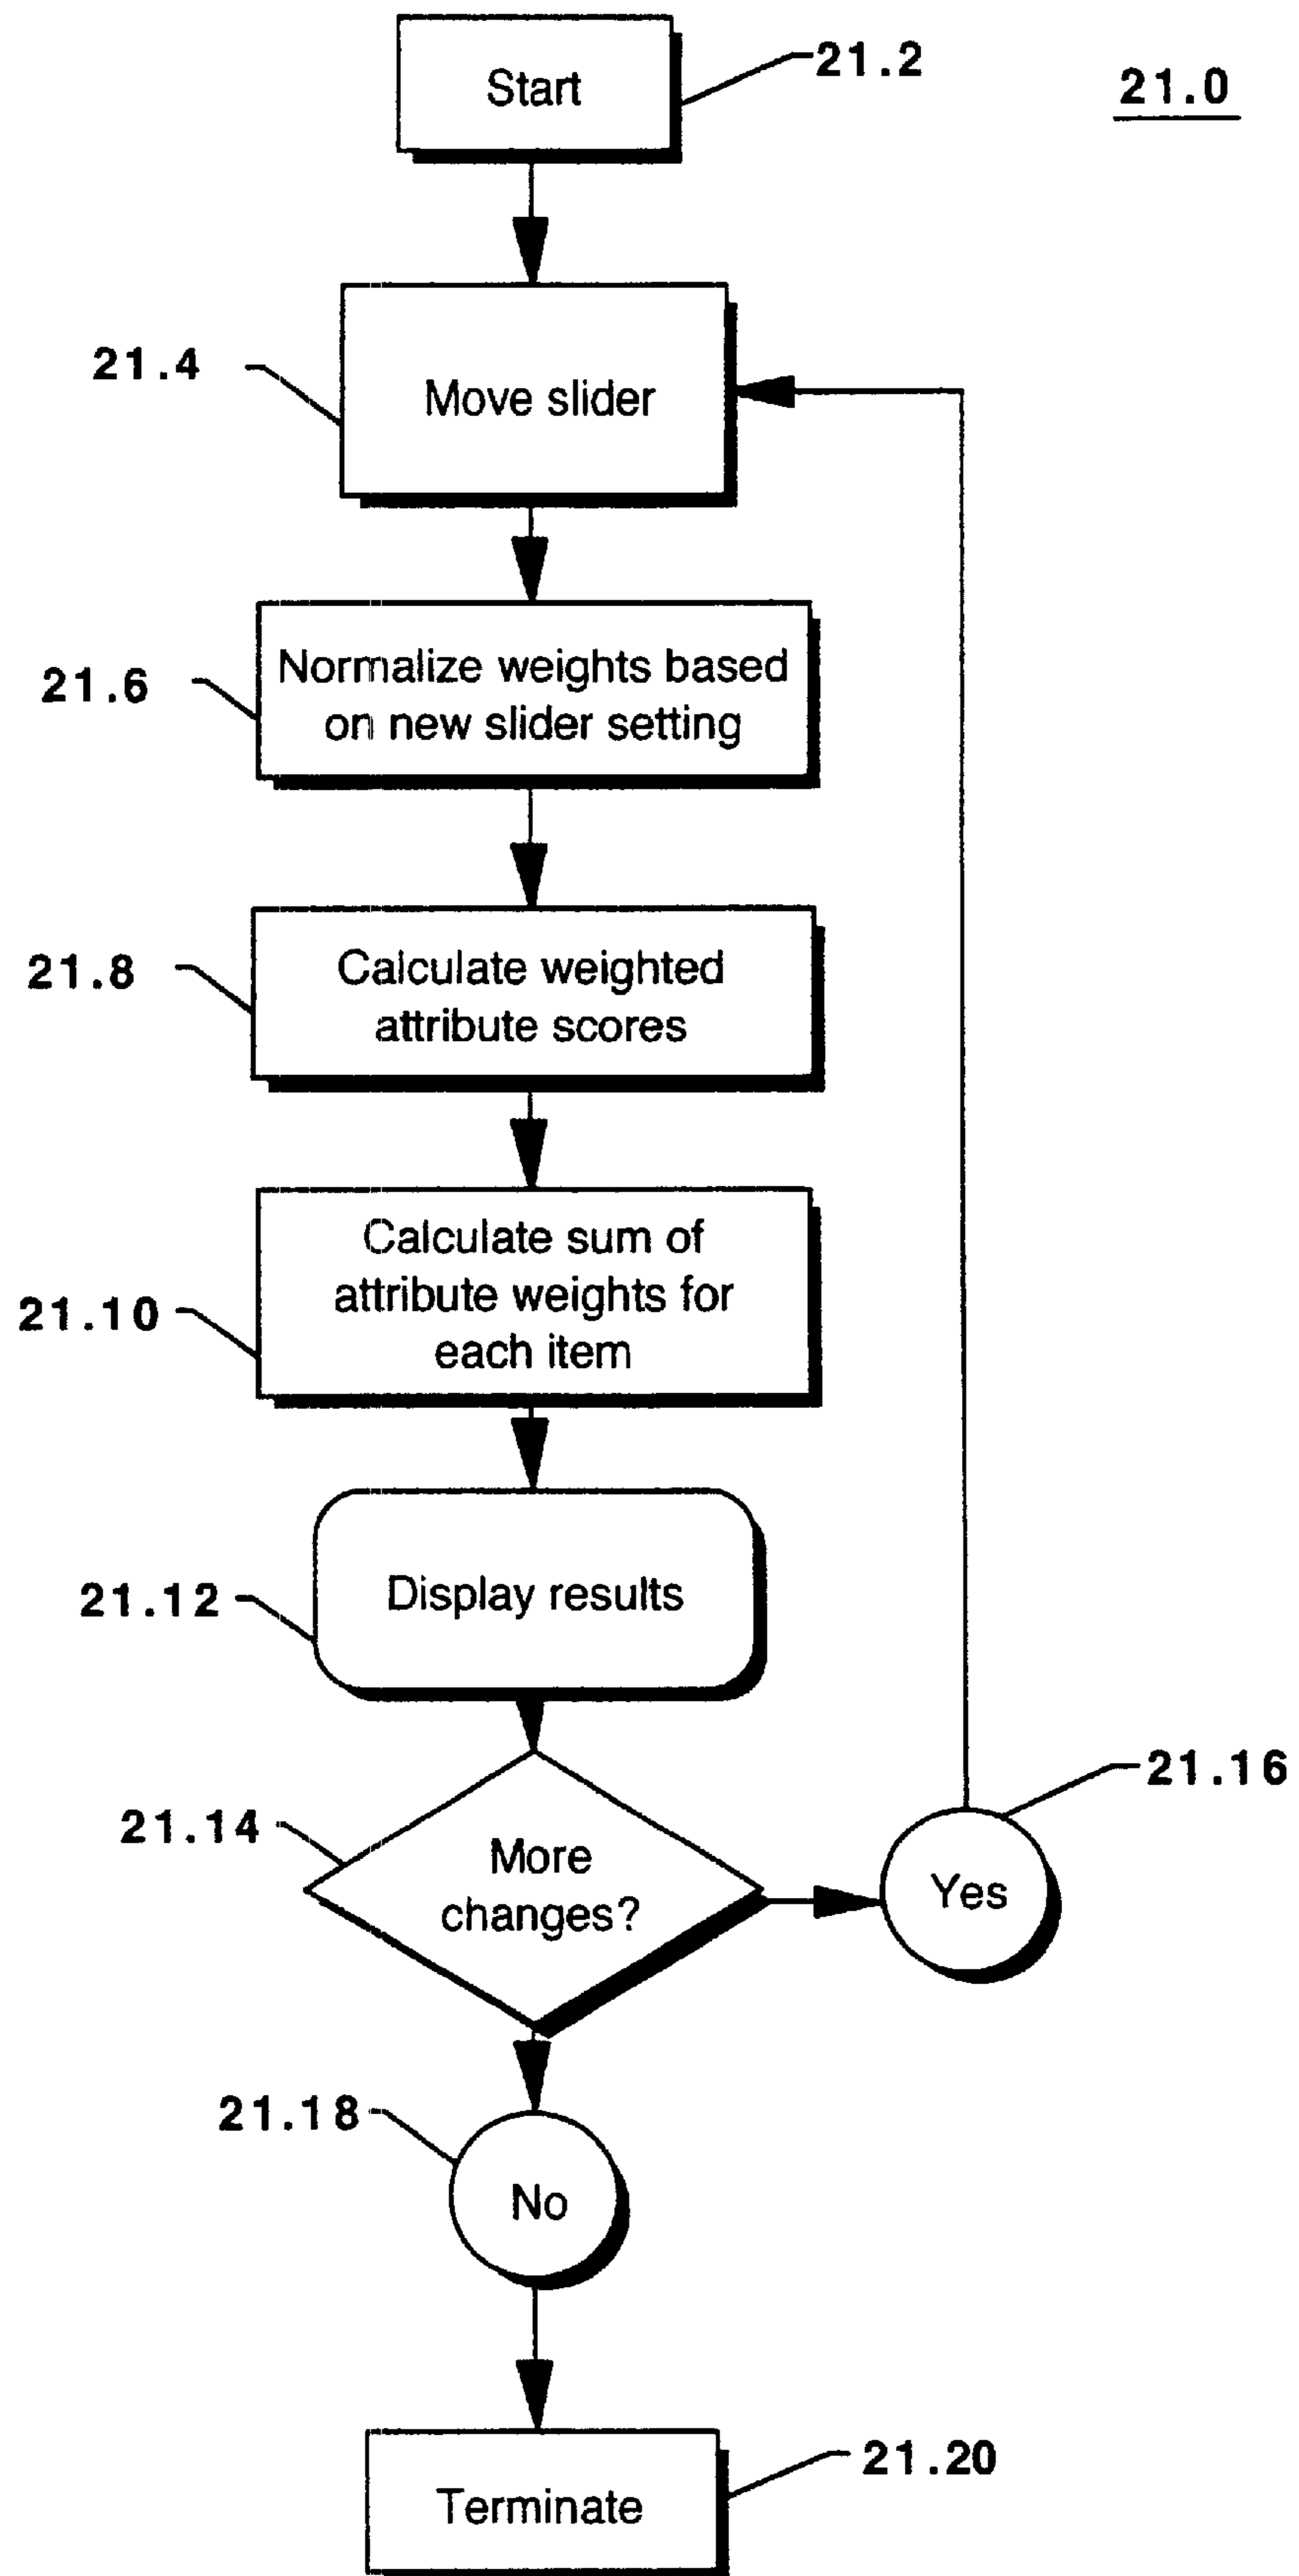 Start
21.2
21.0
21.4
Move slider
21.6
Normalize weights based
on new slider setting
21.8
Calculate weighted
attribute scores
21.10
Calculate sum of
attribute weights for
each item
21.12
Display results
21.14
More
changes?
21.16
Yes
21.18
No
21.20
Terminate